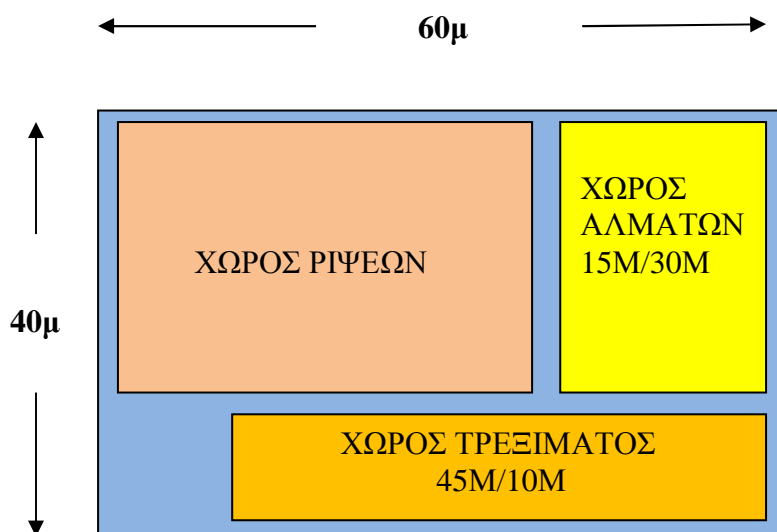 60μ
ΧΩΡΟΣ
ΑΛΜΑΤΩΝ
15Μ/30Μ
ΧΩΡΟΣ ΡΙΨΕΩΝ
40μ
ΧΩΡΟΣ ΤΡΕΞΙΜΑΤΟΣ
45Μ/10Μ